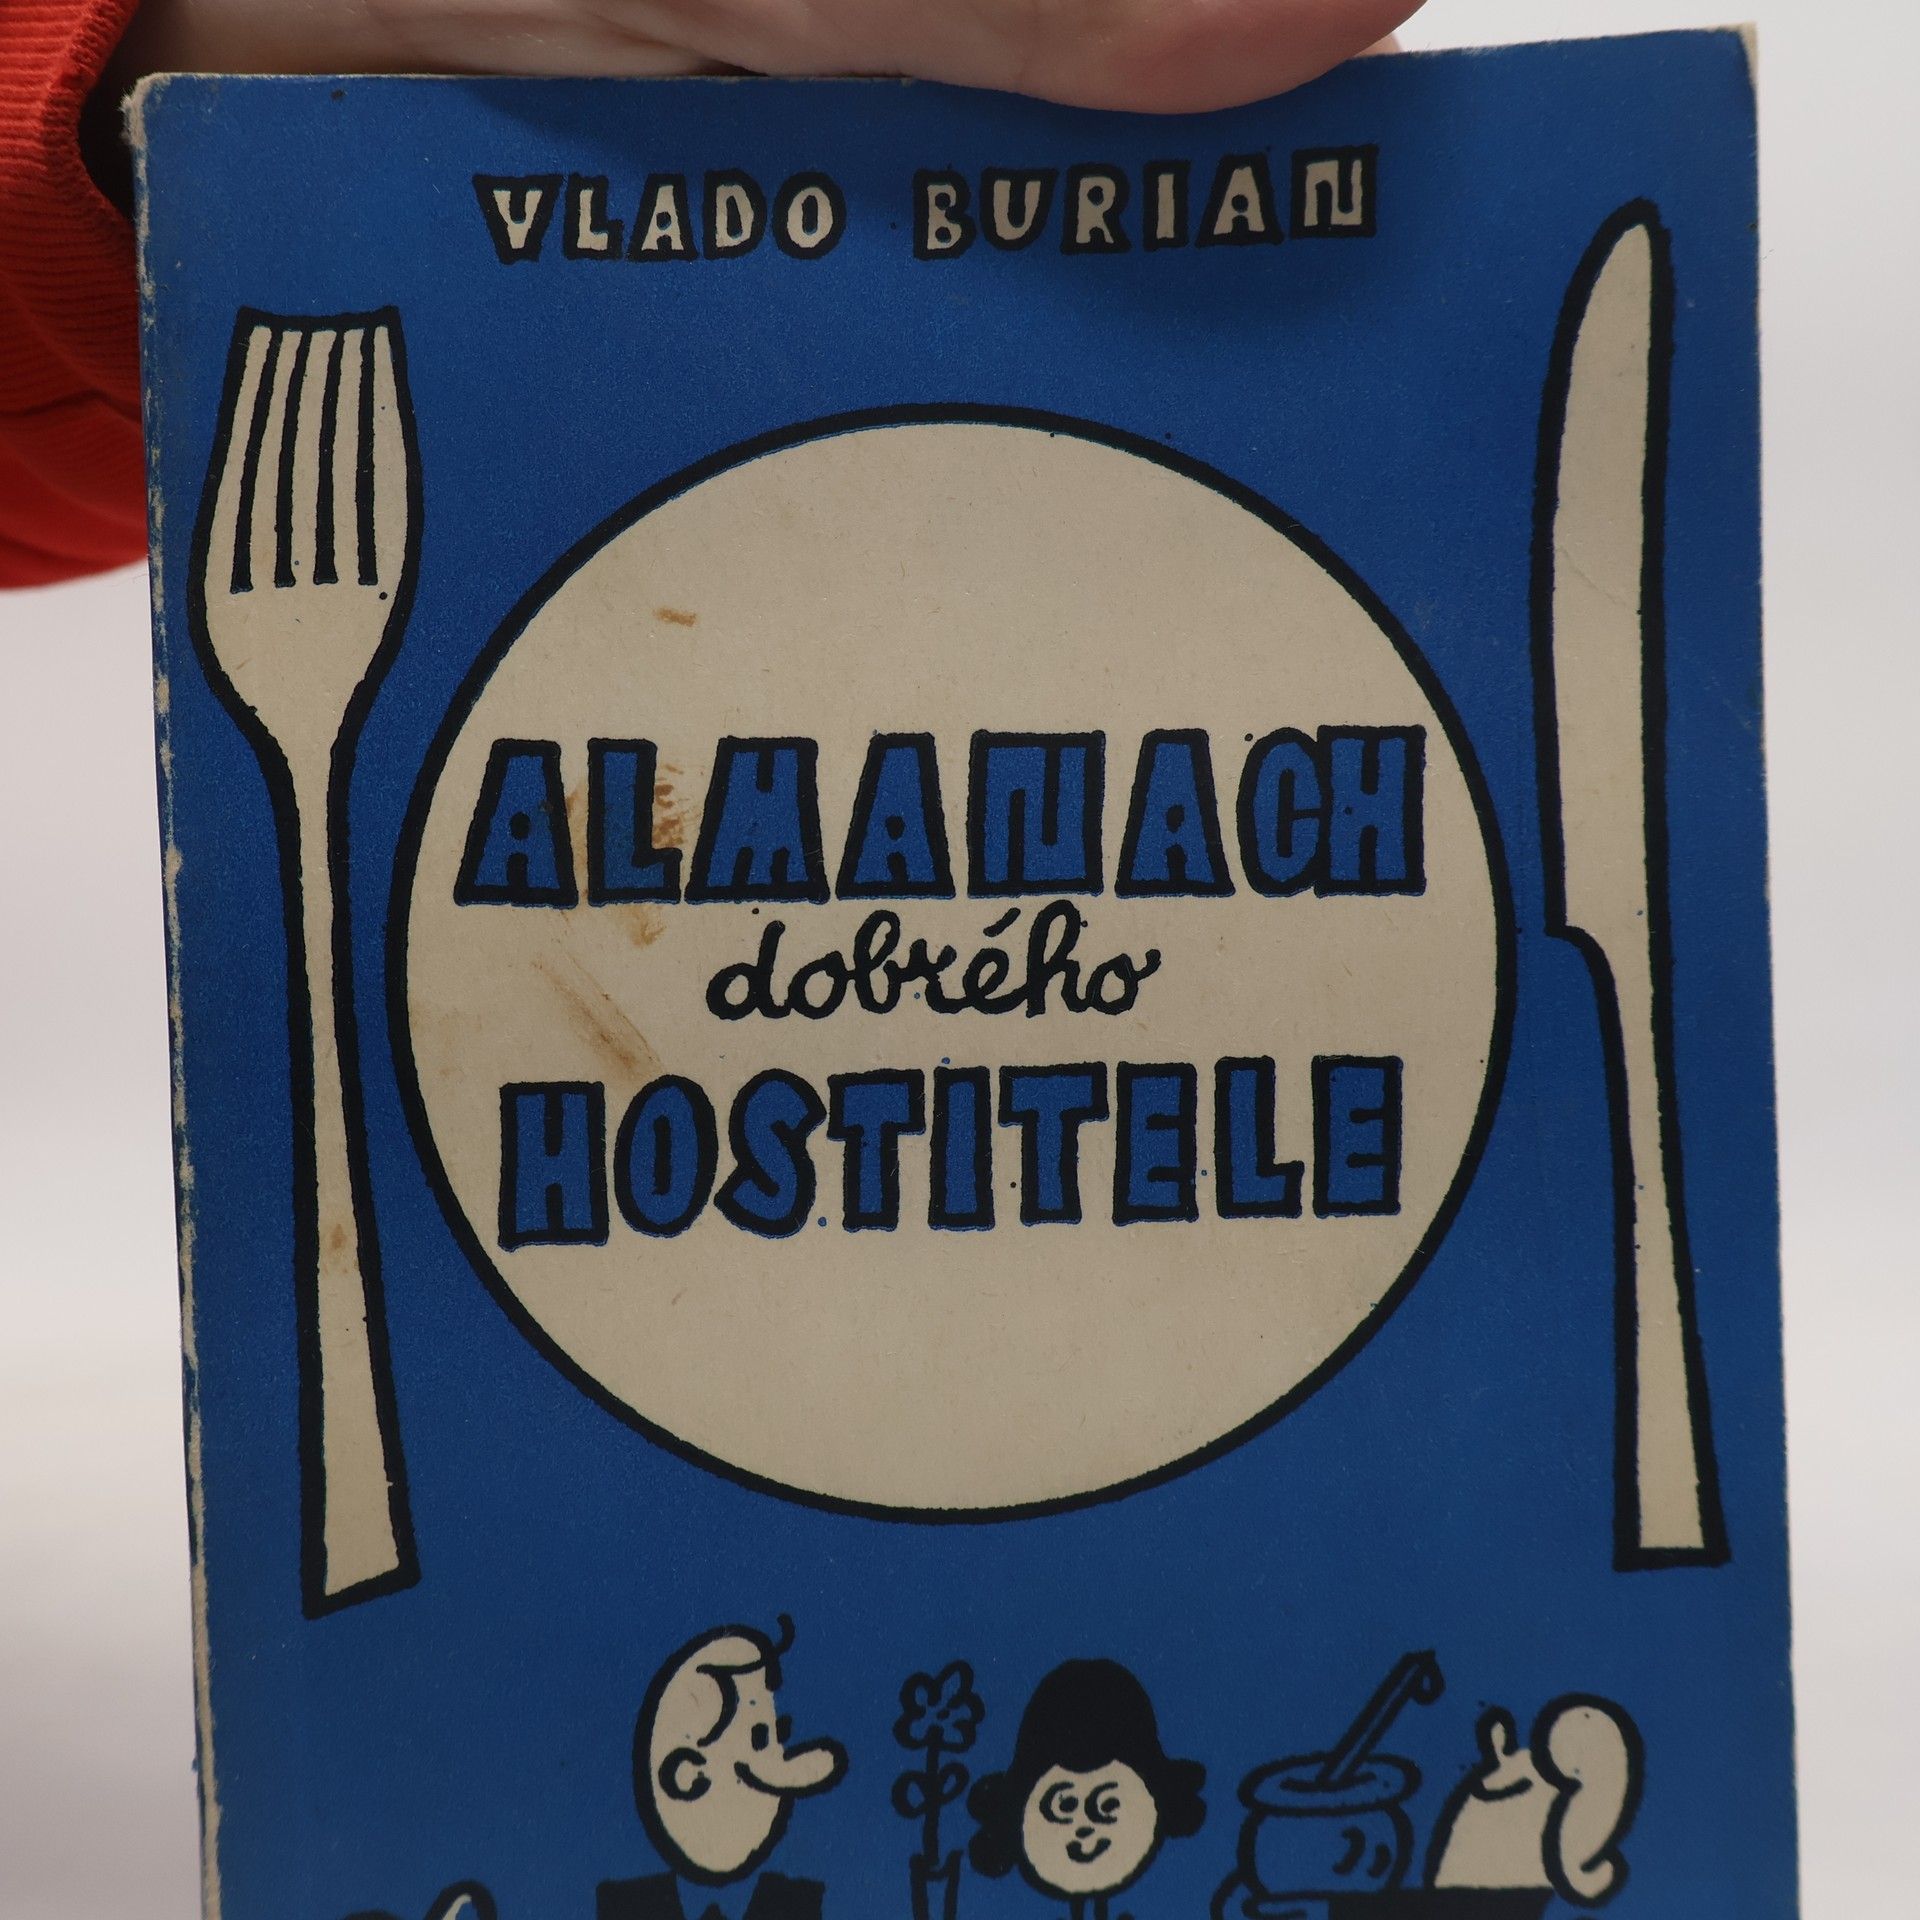 VLADO BURIAN
ALMANACH
dobrého
HOSTITELE